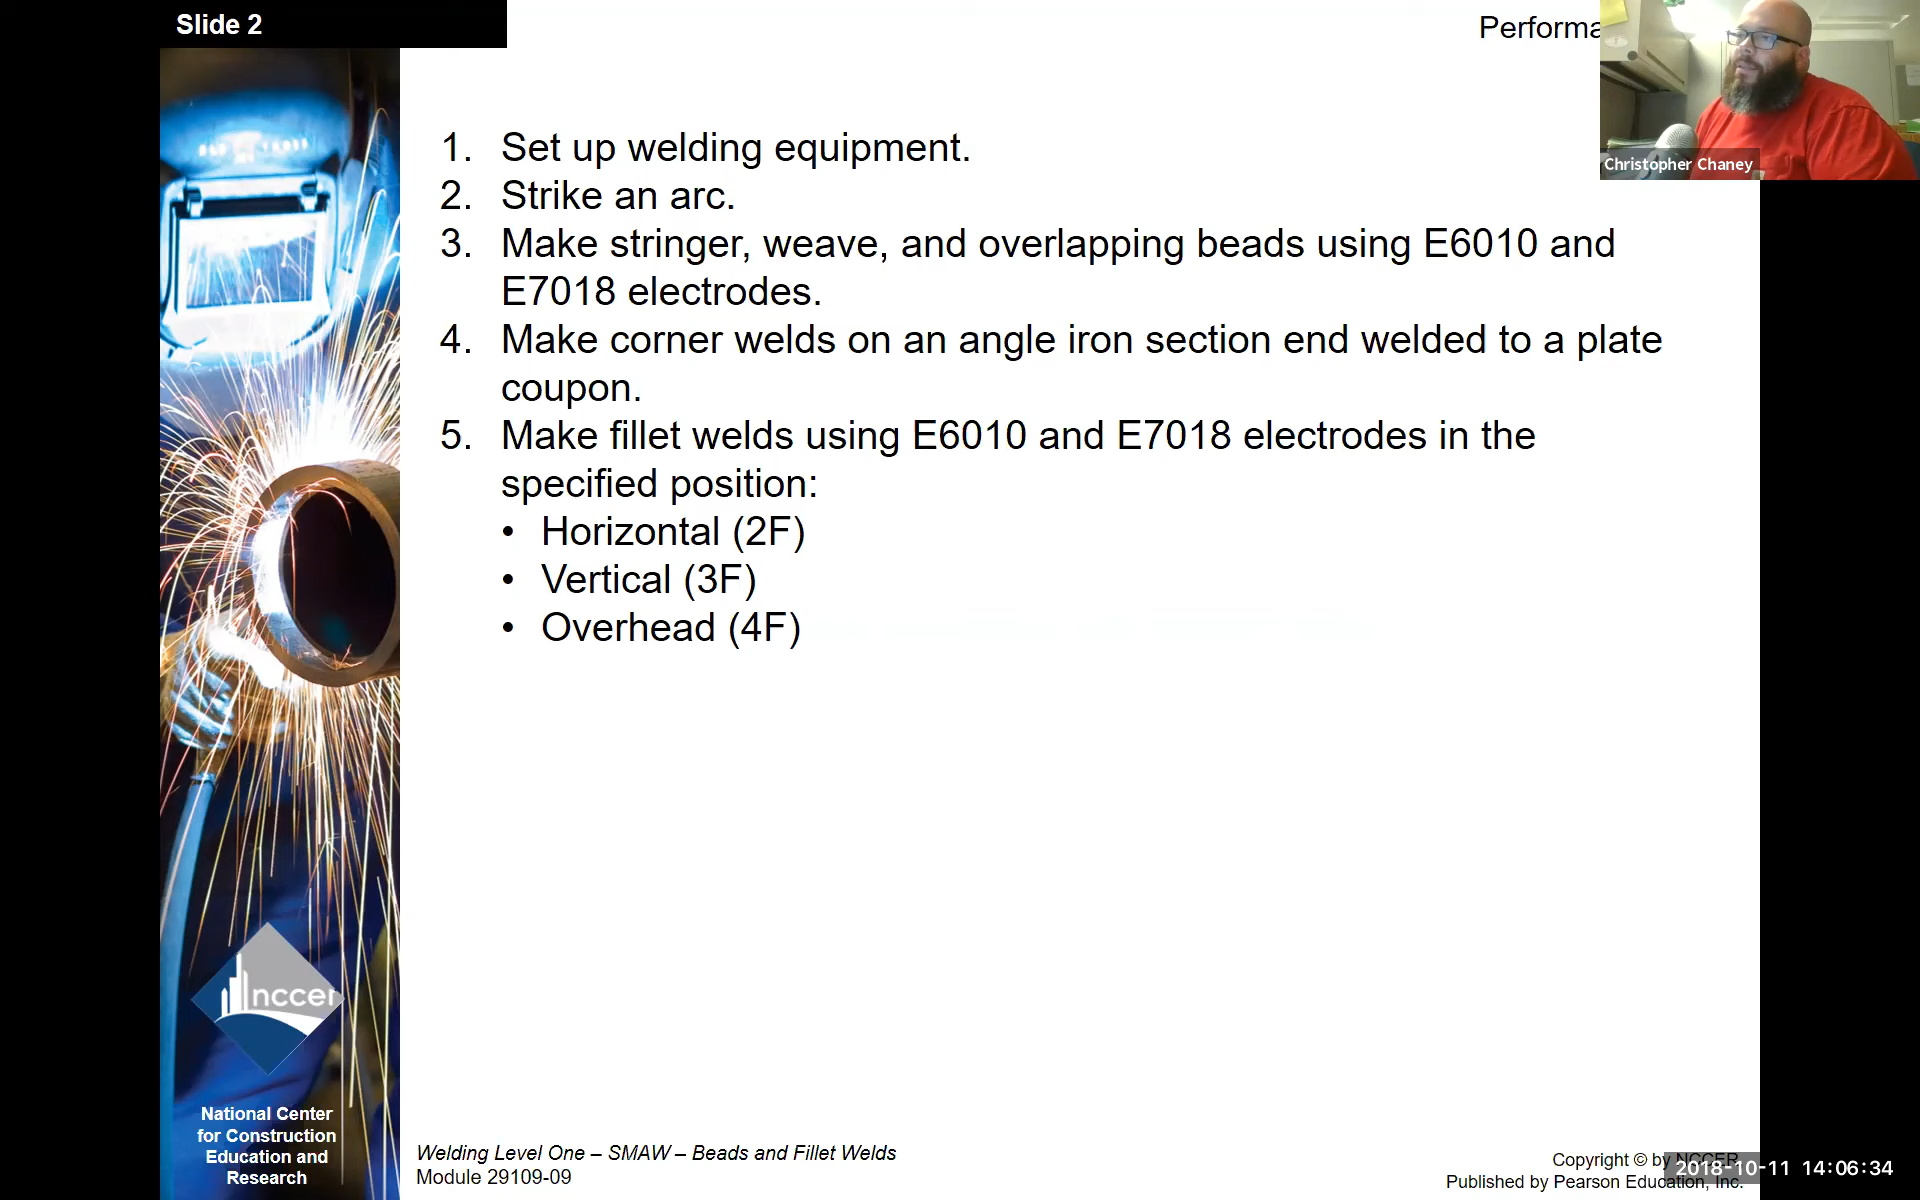 Slide 2
Performa
Christopher Chaney
1. Set up welding equipment.
2. Strike an arc.
3. Make stringer, weave, and overlapping beads using E6010 and
E7018 electrodes.
4. Make corner welds on an angle iron section end welded to a plate
coupon.
5. Make fillet welds using E6010 and E7018 electrodes in the
specified position:
• Horizontal (2F)
• Vertical (3F)
• Overhead (4F)
nccer
National Center
for Construction
Education and
Research
Welding Level One – SMAW – Beads and Fillet Welds
Module 29109-09
Copyright © by NCCER
Published by Pearson Education, Inc.
2018-10-11 14:06:34